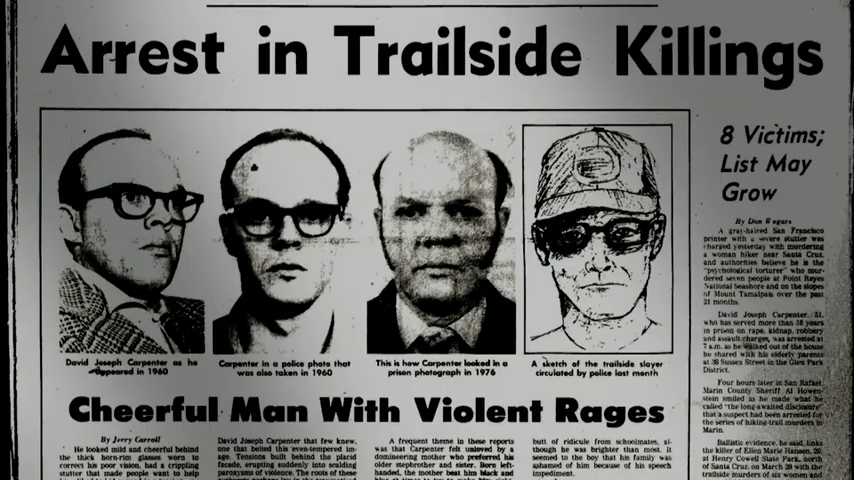 Arrest in Trailside Killings
8 Victims;
List May
Grow
David Joseph Carpenter as he
appeared in 1960
Carpenter in a police photo that
was also taken in 1960
This is how Carpenter looked in a
prison photograph in 1976
A sketch of the trailside slayer
circulated by police last month
Cheerful Man With Violent Rages
By Jerry Carroll
He looked mild and cheerful behind
the thick horn-rim glasses worn to
correct his poor vision, had a crippling
stutter that made people want to help
David Joseph Carpenter that few knew,
one that belied this even-tempered im-
age. Tensions built behind the placid
facade, erupting suddenly into scalding
paroxysms of violence. The roots of these
A frequent theme in these reports
was that Carpenter felt unloved by a
domineering mother who preferred his
older stepbrother and sister. Born left-
handed, the mother beat him black and
butt of ridicule from schoolmates, al-
though he was brighter than most. It
seemed to the boy that his family was
ashamed of him because of his speech
impediment.
By Don Wegars
A gray-haired San Francisco
printer with a severe stutter was
charged yesterday with murdering
a woman hiker near Santa Cruz,
and authorities believe he is the
"psychological torturer" who mur-
dered seven people at Point Reyes
National Seashore and on the slopes
of Mount Tamalpais over the past
21 months.
David Joseph Carpenter, 51,
who has served more than 18 years
in prison on rape, kidnap, robbery
and assault charges, was arrested at
7 a.m. as he walked out of the house
he shared with his elderly parents
at 38 Sussex Street in the Glen Park
District.
Four hours later in San Rafael,
Marin County Sheriff Al Howen-
stein smiled as he made what he
called "the long-awaited disclosure"
that a suspect had been arrested for
the series of hiking-trail murders in
Marin.
Ballistic evidence, he said, links
the killer of Ellen Marie Hansen, 20,
at Henry Cowell State Park, north
of Santa Cruz, on March 29 with the
trailside murders of six women and